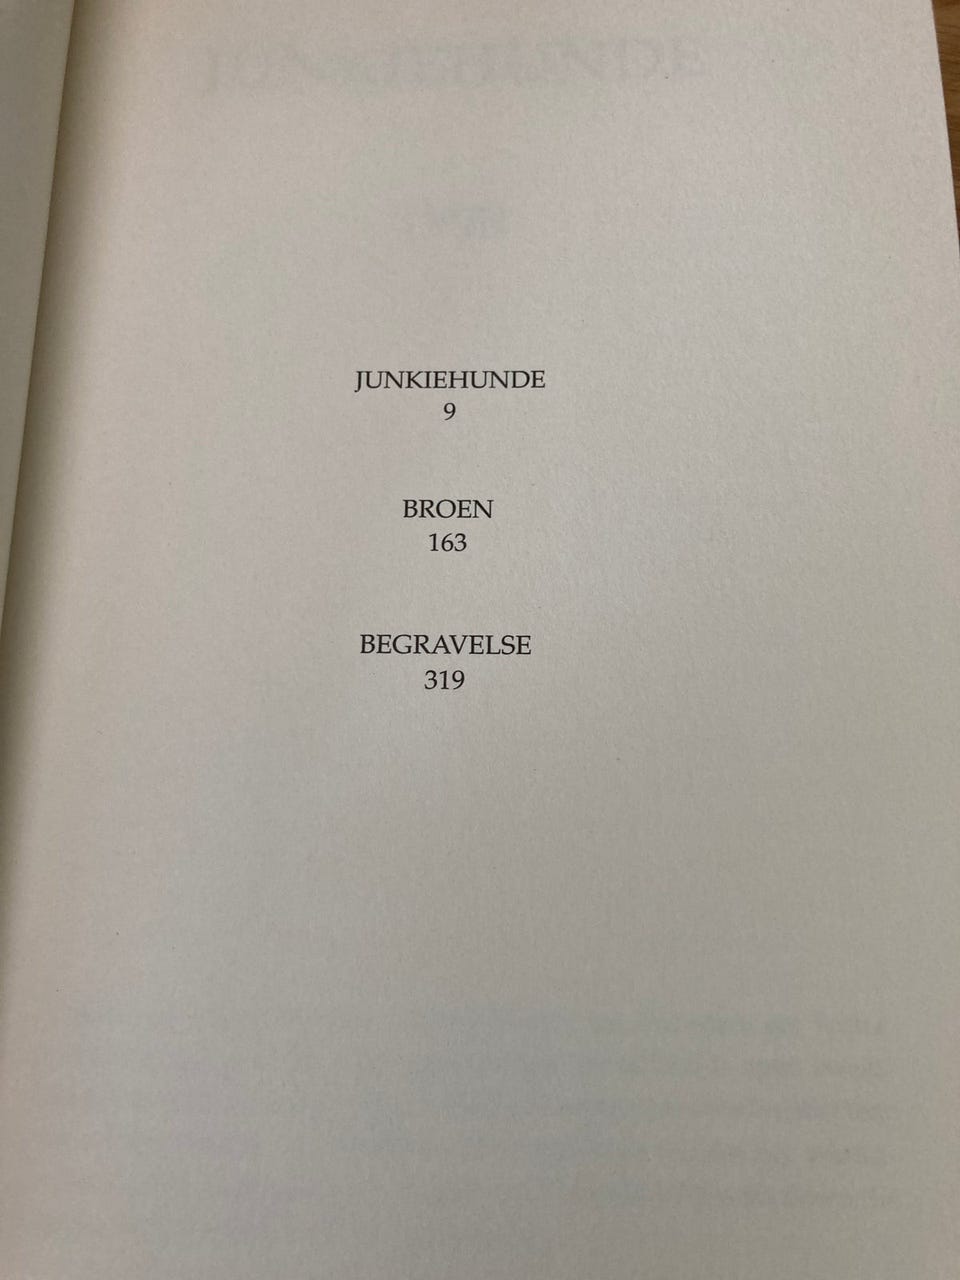 JUNKIEHUNDE
9
BROEN
163
BEGRAVELSE
319